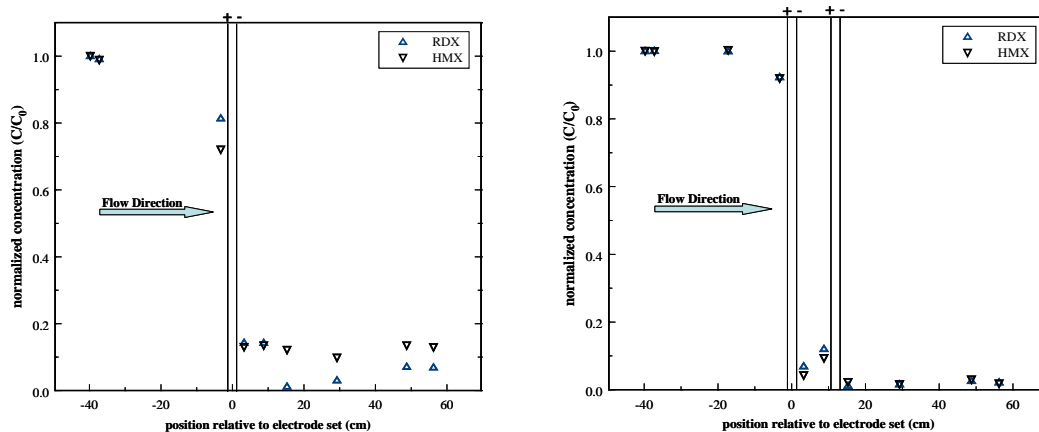 + -
1.0
0.8
0.6
0.4
0.2
0.0
normalized concentration (C/C0)
RDX
HMX
Flow Direction
-40
-20
0
20
40
60
position relative to electrode set (cm)
+ - + -
1.0
0.8
0.6
0.4
0.2
0.0
normalized concentration (C/C0)
RDX
HMX
Flow Direction
-40
-20
0
20
40
60
position relative to electrode set (cm)